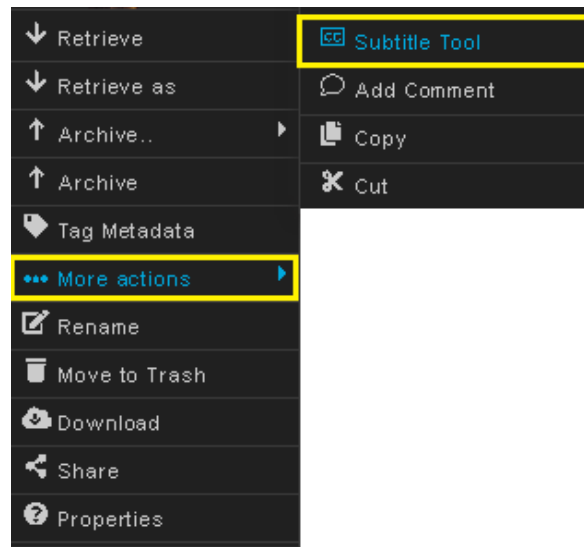 Retrieve
Retrieve as
Archive..
Archive
Tag Metadata
More actions
Rename
Move to Trash
Download
Share
Properties
CC Subtitle Tool
Add Comment
Copy
Cut